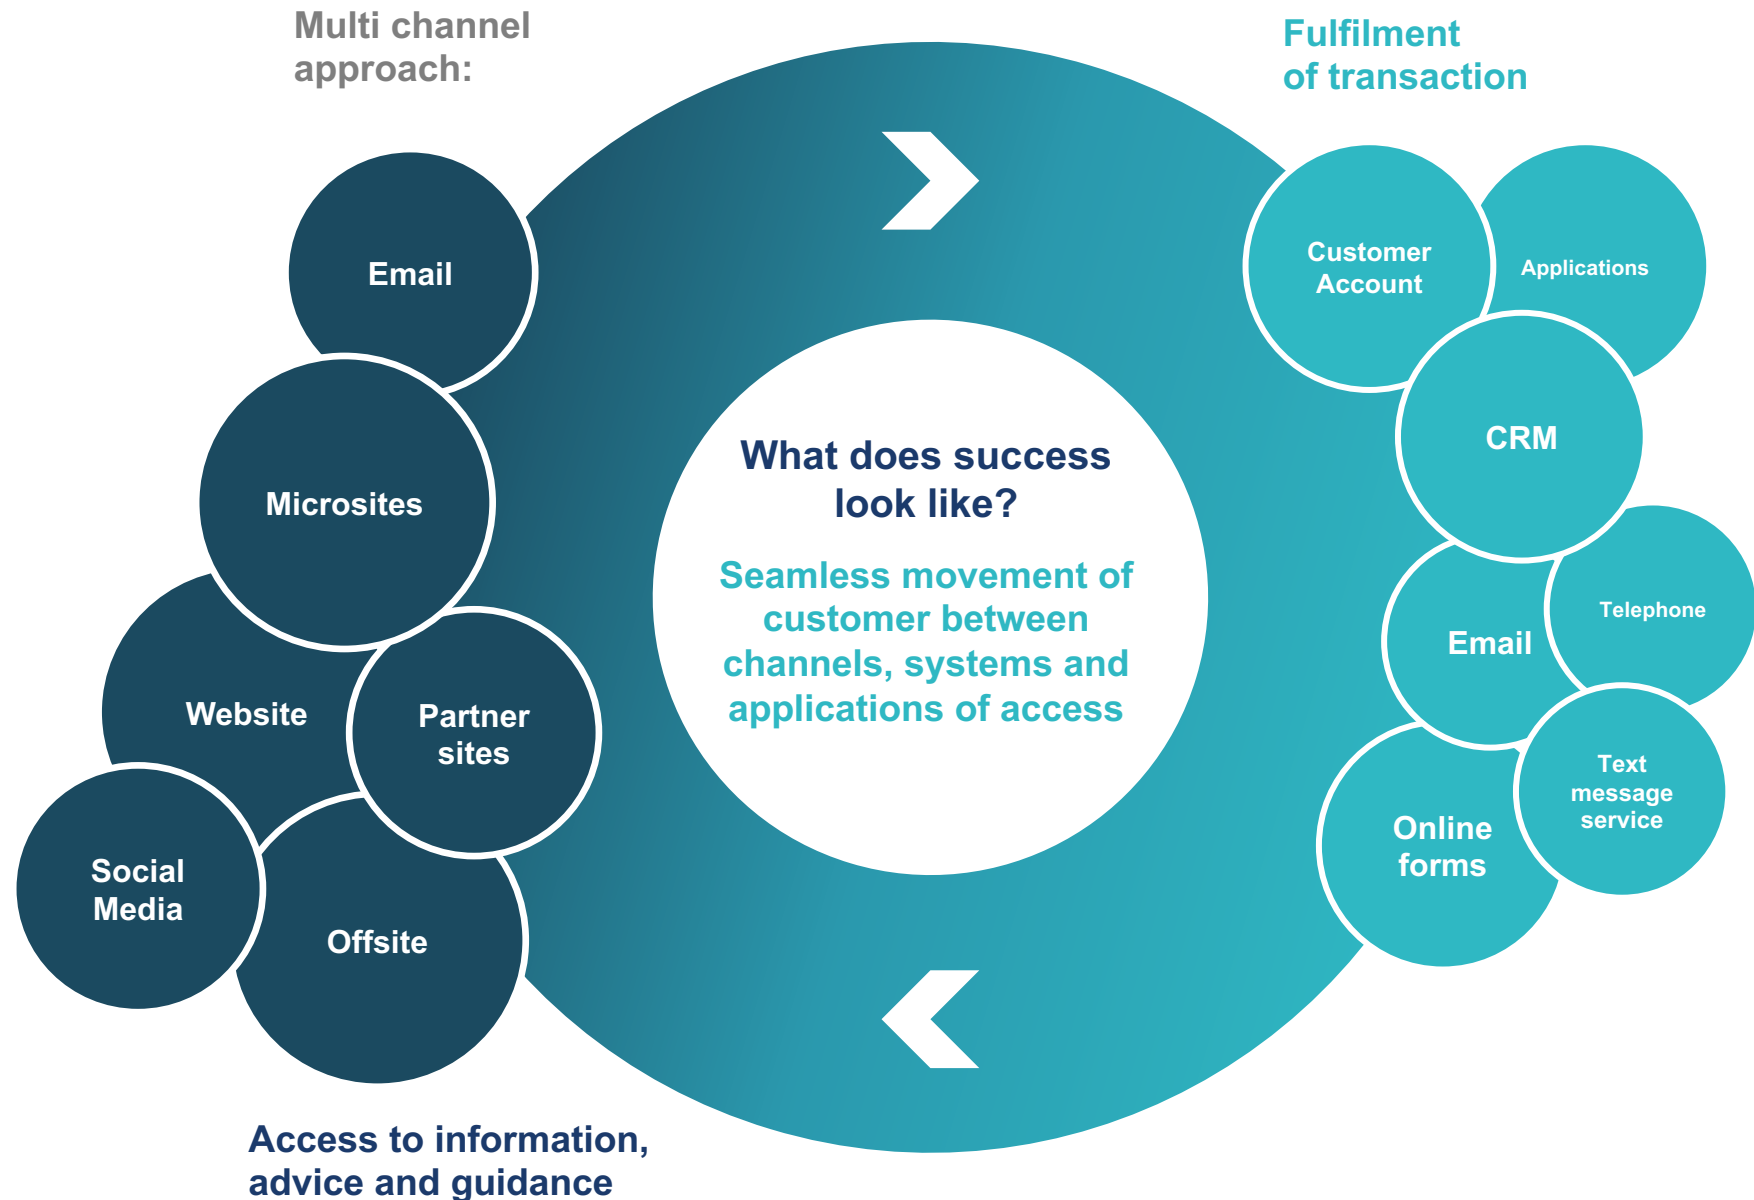 Multi channel
approach:
Fulfilment
of transaction
Email
Microsites
Website
Partner
sites
Social
Media
Offsite
What does success
look like?
Seamless movement of
customer between
channels, systems and
applications of access
Customer
Account
Applications
CRM
Telephone
Email
Text
message
service
Online
forms
Access to information,
advice and guidance